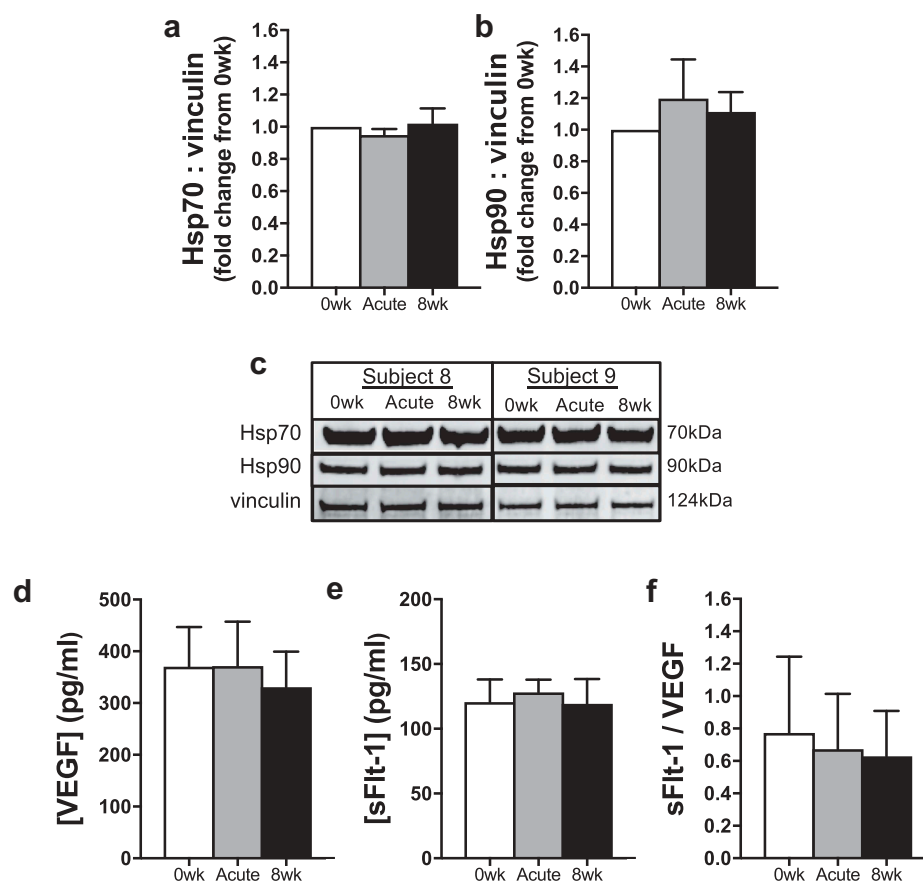 a
Hsp70 : vinculin
(fold change from 0wk)
1.6
1.4
1.2
1.0
0.8
0.6
0.4
0.2
0.0
0wk Acute 8wk
b
Hsp90 : vinculin
(fold change from 0wk)
1.6
1.4
1.2
1.0
0.8
0.6
0.4
0.2
0.0
0wk Acute 8wk
c
Subject 8 Subject 9
0wk Acute 8wk 0wk Acute 8wk
Hsp70 70kDa
Hsp90 90kDa
vinculin 124kDa
d
[VEGF] (pg/ml)
500
400
300
200
100
0
0wk Acute 8wk
e
[sFlt-1] (pg/ml)
200
150
100
50
0
0wk Acute 8wk
f
sFlt-1 / VEGF
1.6
1.4
1.2
1.0
0.8
0.6
0.4
0.2
0.0
0wk Acute 8wk